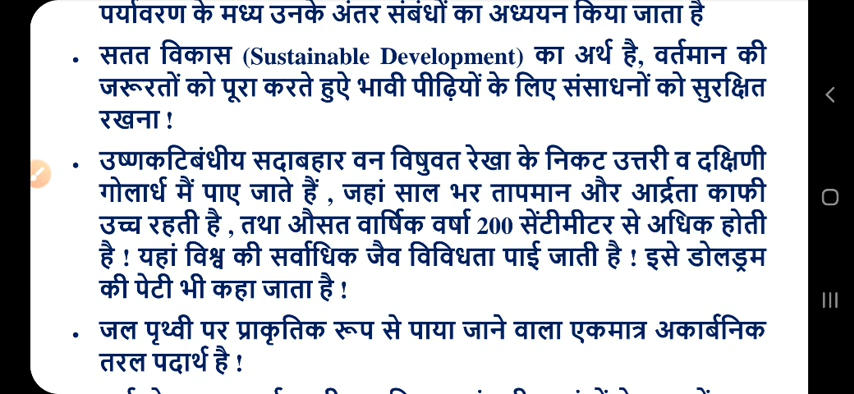 पर्यावरण के मध्य उनके अंतर संबंधों का अध्ययन किया जाता है
• सतत विकास (Sustainable Development) का अर्थ है, वर्तमान की
जरूरतों को पूरा करते हुऐ भावी पीढ़ियों के लिए संसाधनों को सुरक्षित
रखना !
• उष्णकटिबंधीय सदाबहार वन विषुवत रेखा के निकट उत्तरी व दक्षिणी
गोलार्ध मैं पाए जाते हैं , जहां साल भर तापमान और आर्द्रता काफी
उच्च रहती है , तथा औसत वार्षिक वर्षा 200 सेंटीमीटर से अधिक होती
है ! यहां विश्व की सर्वाधिक जैव विविधता पाई जाती है ! इसे डोलड्रम
की पेटी भी कहा जाता है !
• जल पृथ्वी पर प्राकृतिक रूप से पाया जाने वाला एकमात्र अकार्बनिक
तरल पदार्थ है !